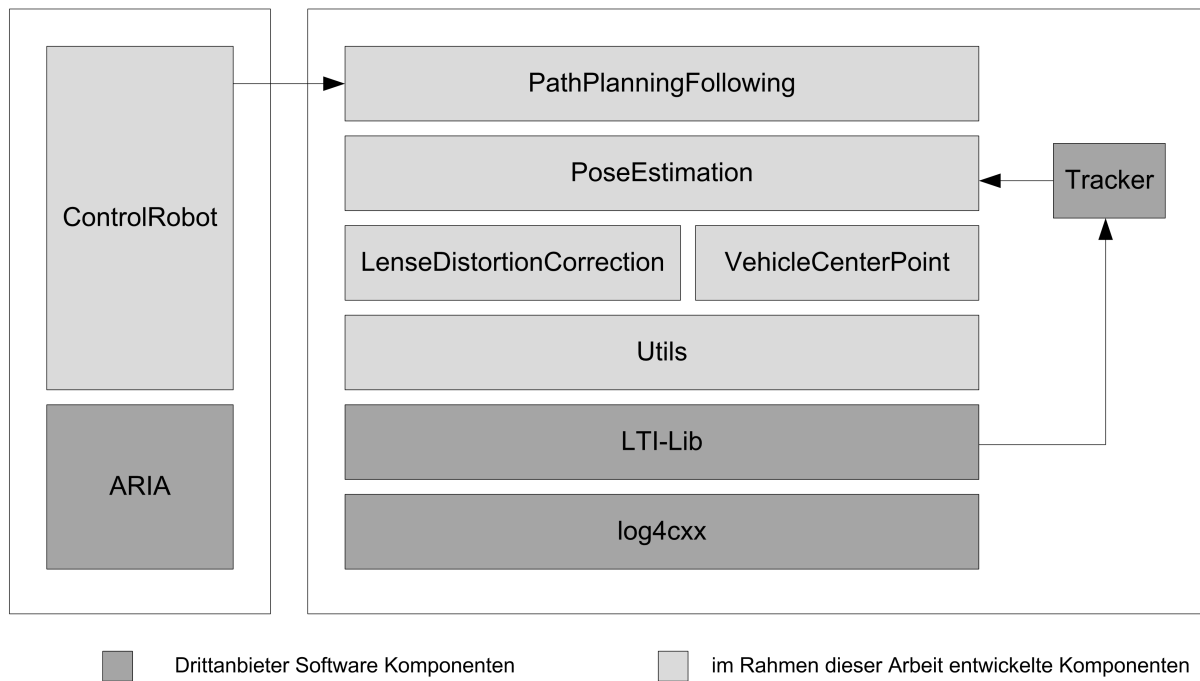 ControlRobot
ARIA
PathPlanningFollowing
PoseEstimation
LenseDistortionCorrection
VehicleCenterPoint
Utils
LTI-Lib
log4cxx
Tracker
Drittanbieter Software Komponenten
im Rahmen dieser Arbeit entwickelte Komponenten